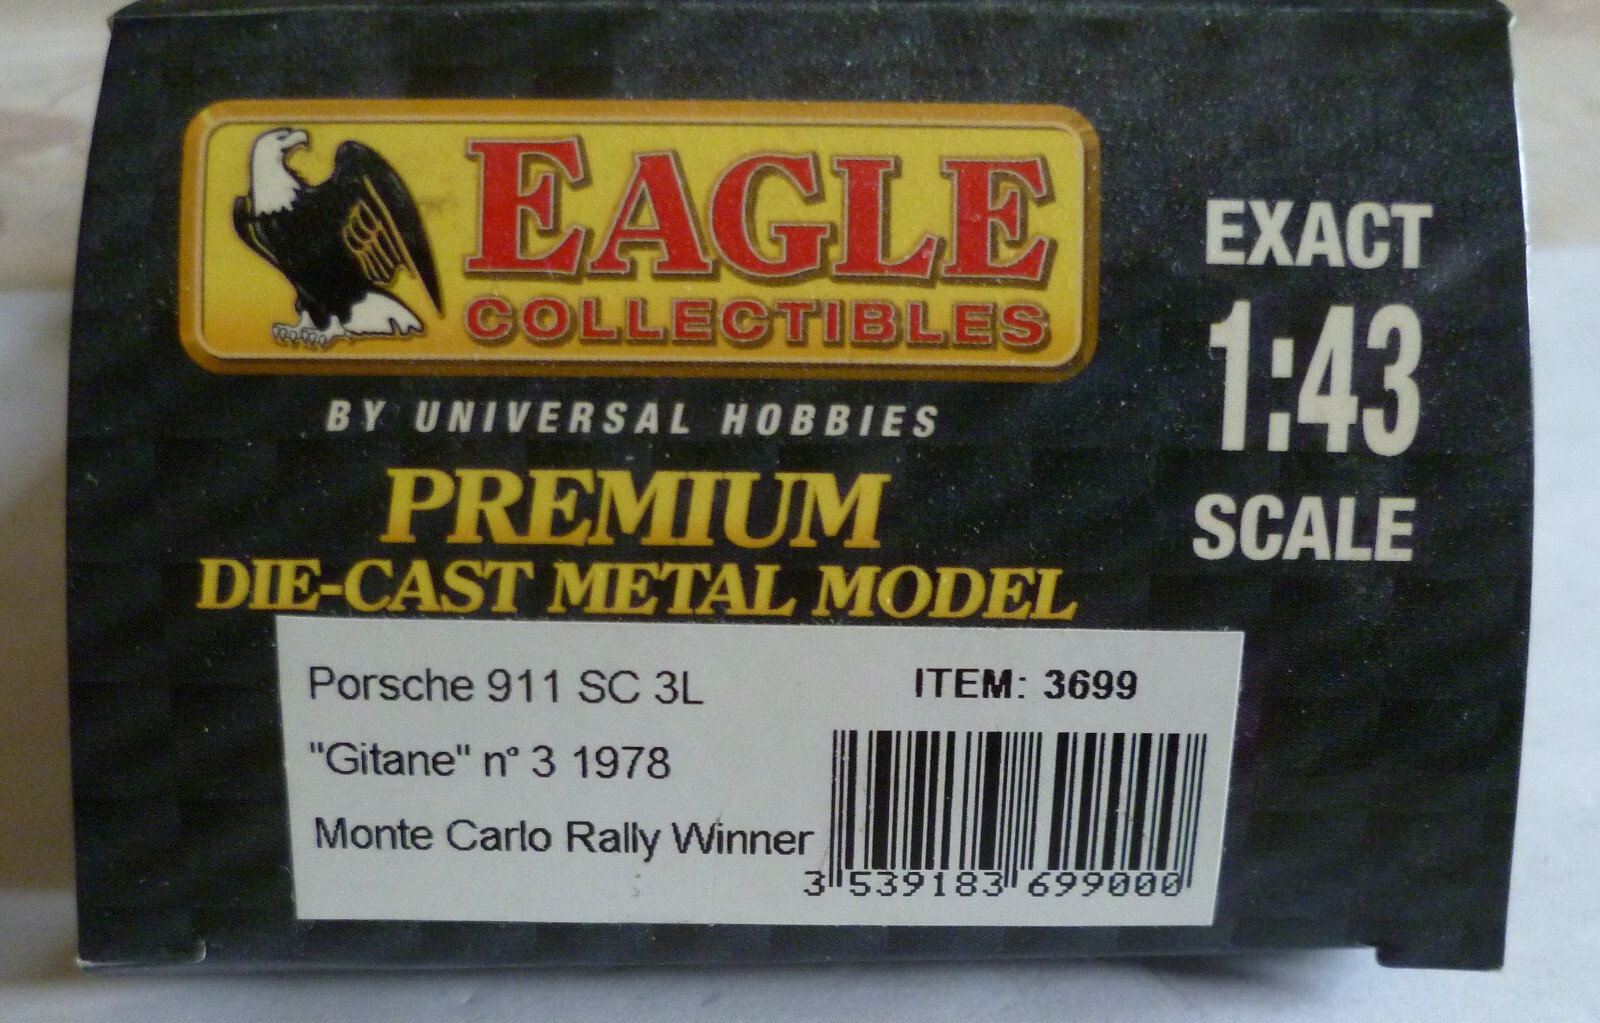 EAGLE
COLLECTIBLES
BY UNIVERSAL HOBBIES
PREMIUM
DIE-CAST METAL MODEL
EXACT
1:43
SCALE
Porsche 911 SC 3L
"Gitane" n° 3 1978
Monte Carlo Rally Winner
ITEM: 3699
3 539183 699000